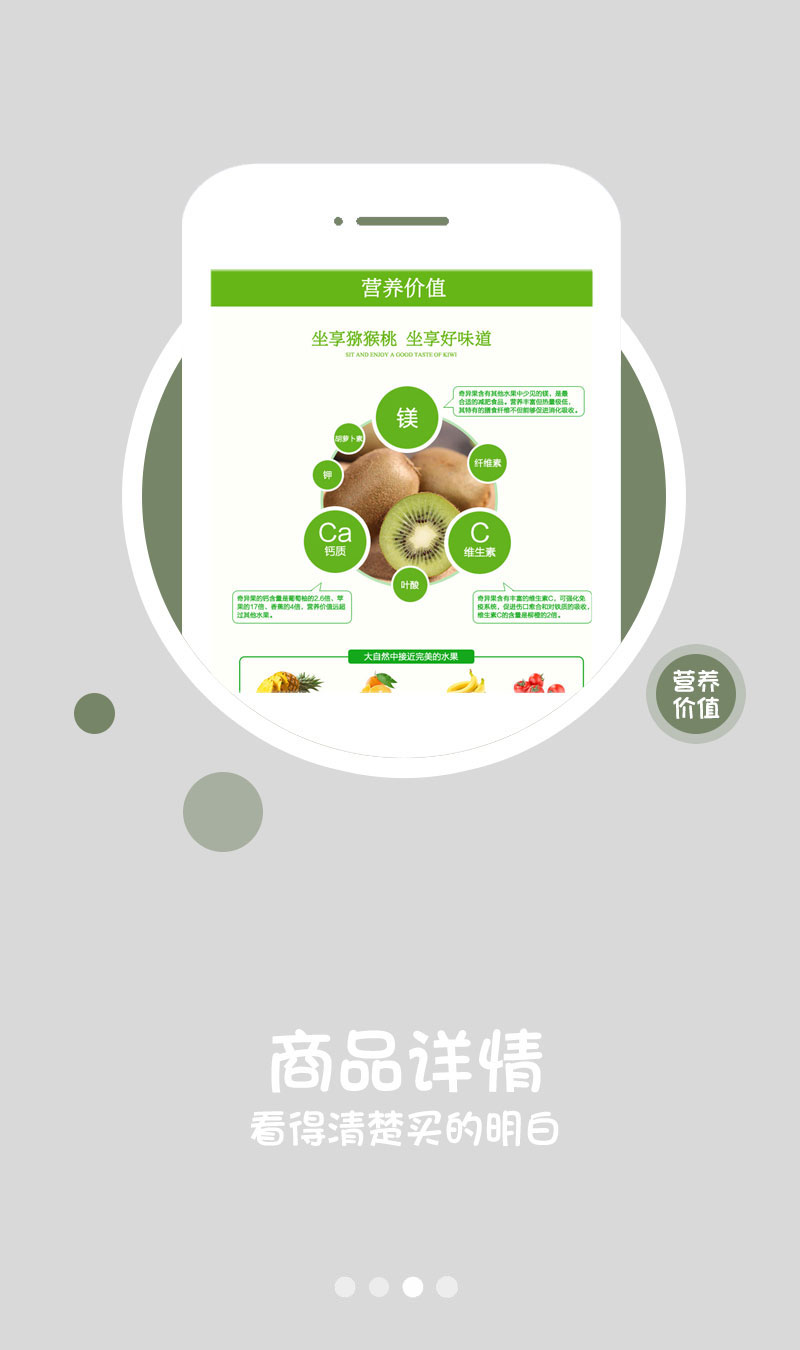 营养价值
坐享猕猴桃 坐享好味道
SIT AND ENJOY A GOOD TASTE OF KIWI
镁
奇异果含有其他水果中少见的镁，是最
合适的减肥食品。营养丰富但热量极低，
其特有的膳食纤维不但能够促进消化吸收。
胡萝卜素
纤维素
钾
Ca
钙质
C
维生素
叶酸
奇异果的钙含量是葡萄柚的2.6倍、苹
果的17倍、香蕉的4倍，营养价值远超
过其他水果。
奇异果含有丰富的维生素C，可强化免
疫系统，促进伤口愈合和对铁质的吸收，
维生素C的含量是柳橙的2倍。
大自然中接近完美的水果
营养
价值
商品详情
看得清楚买的明白